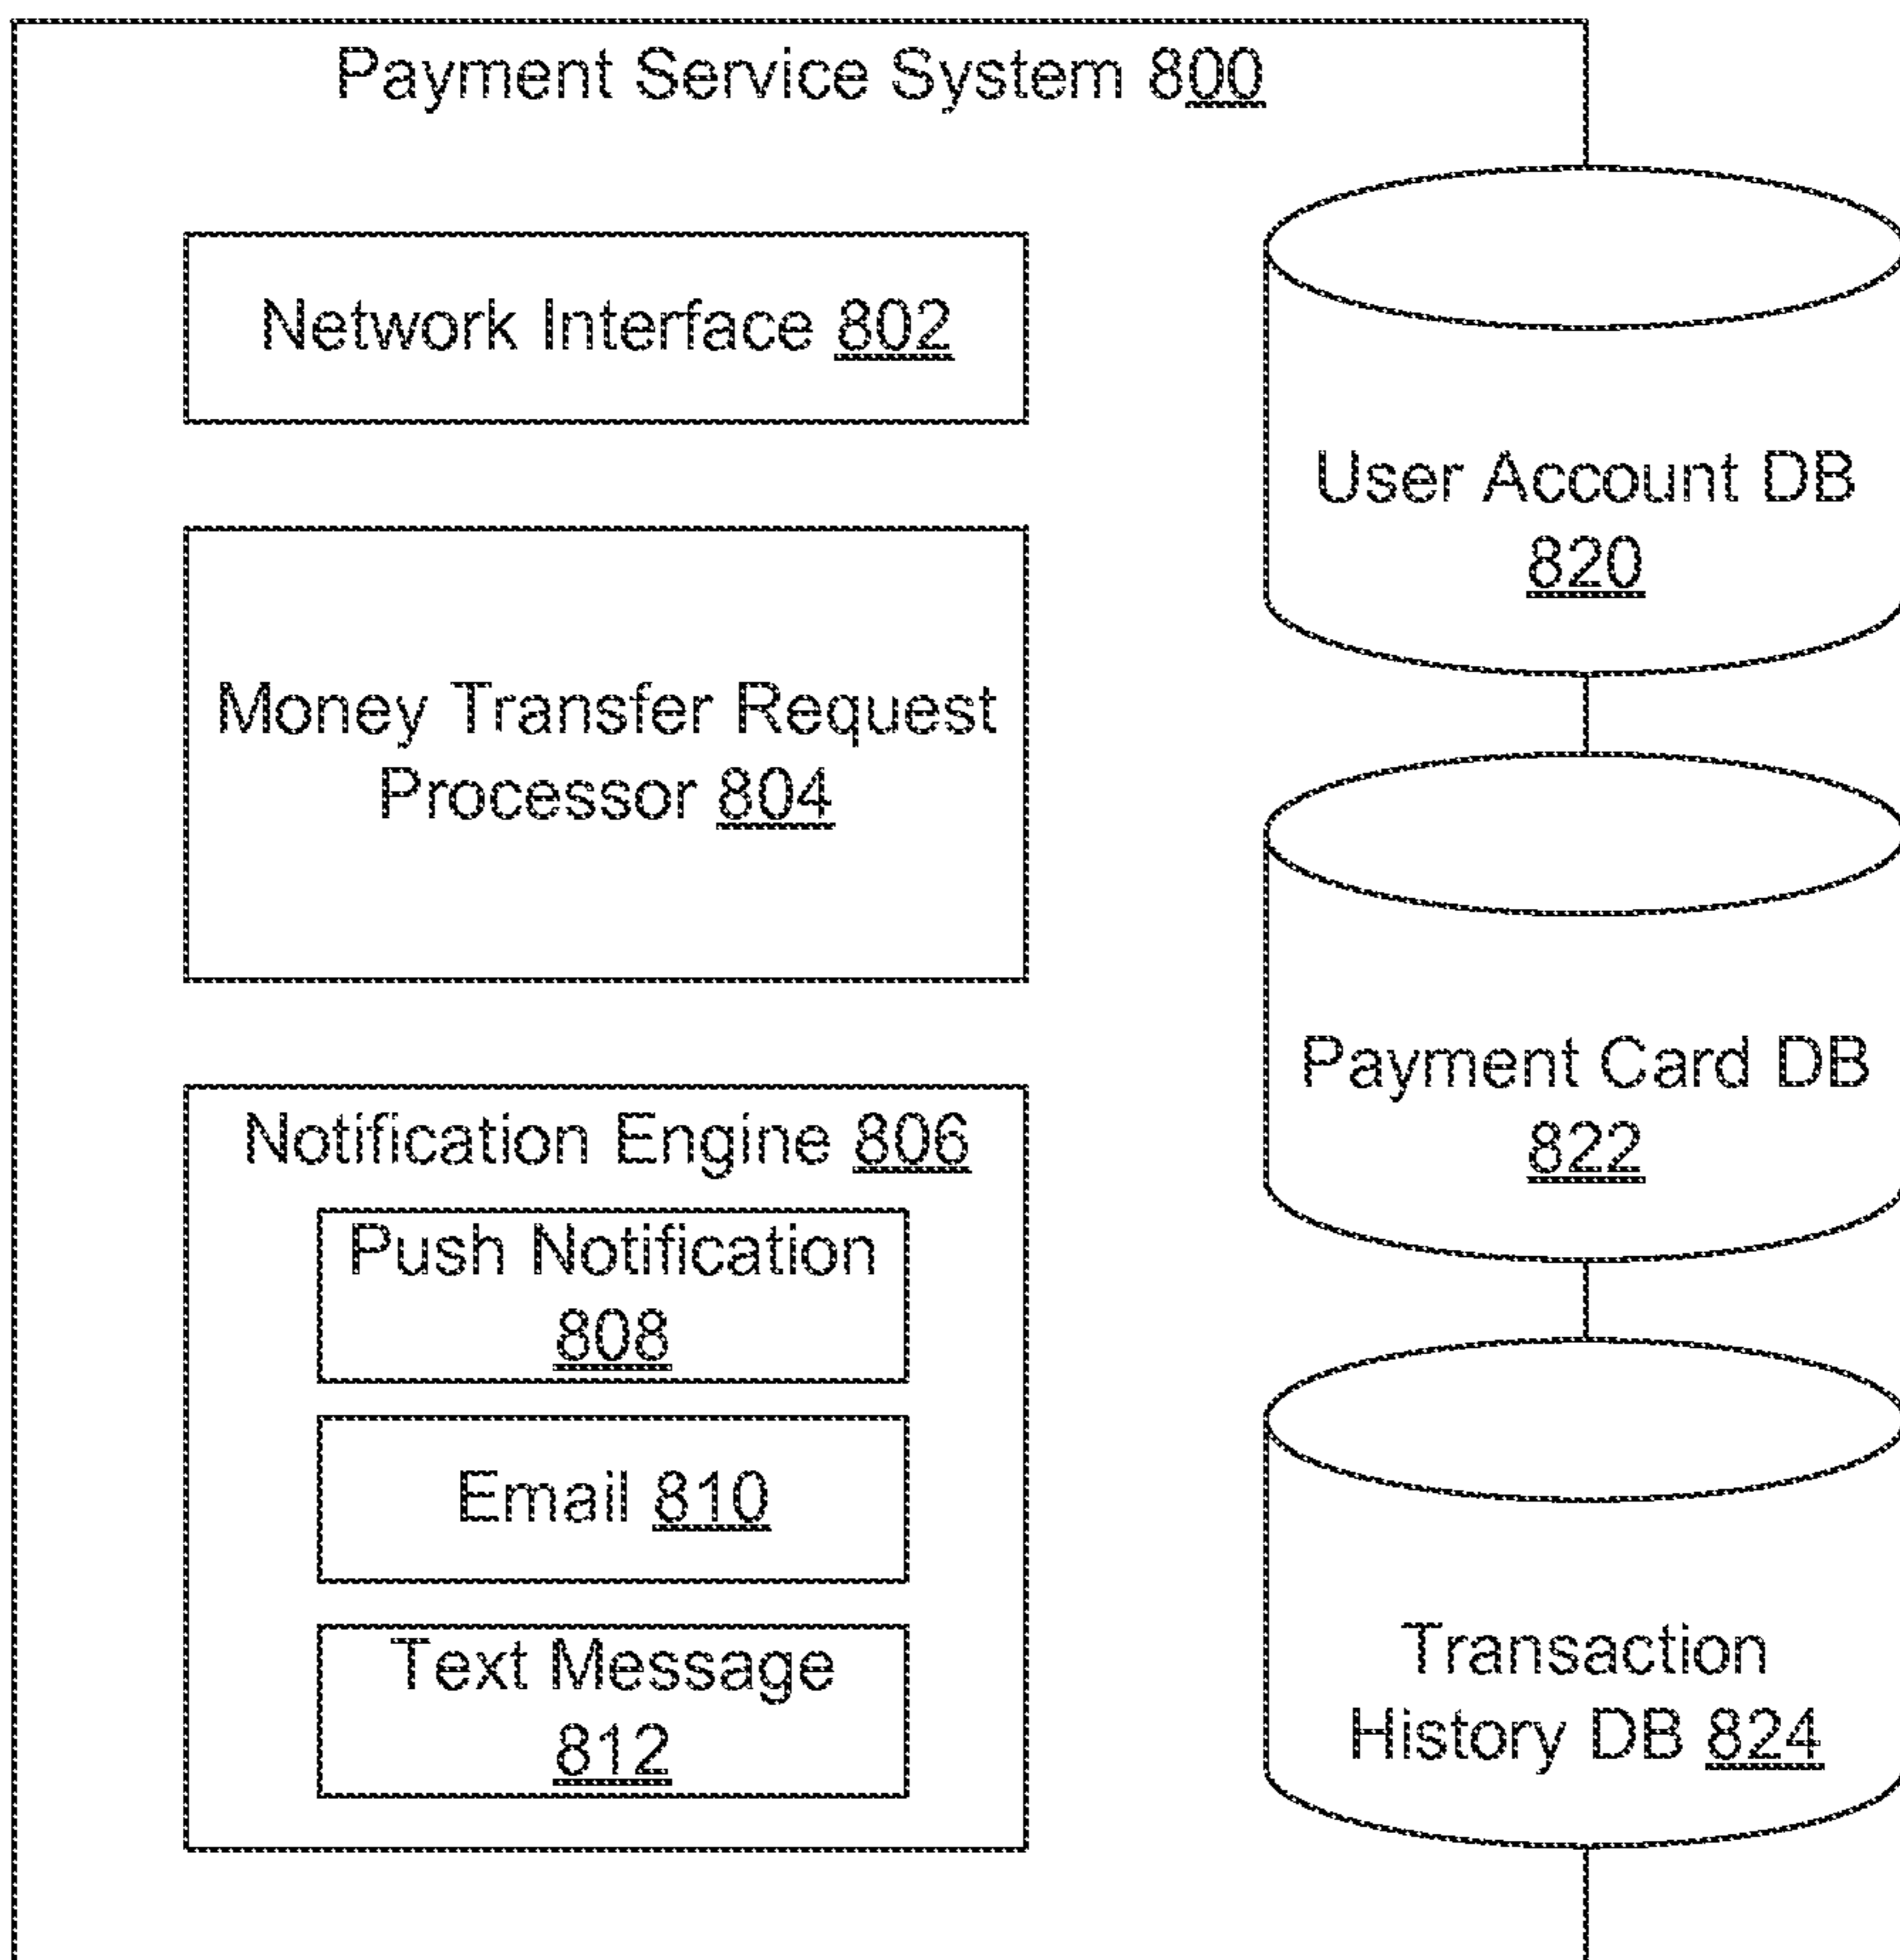 Payment Service System 800
Network Interface 802
Money Transfer Request
Processor 804
Notification Engine 806
Push Notification
808
Email 810
Text Message
812
User Account DB
820
Payment Card DB
822
Transaction
History DB 824